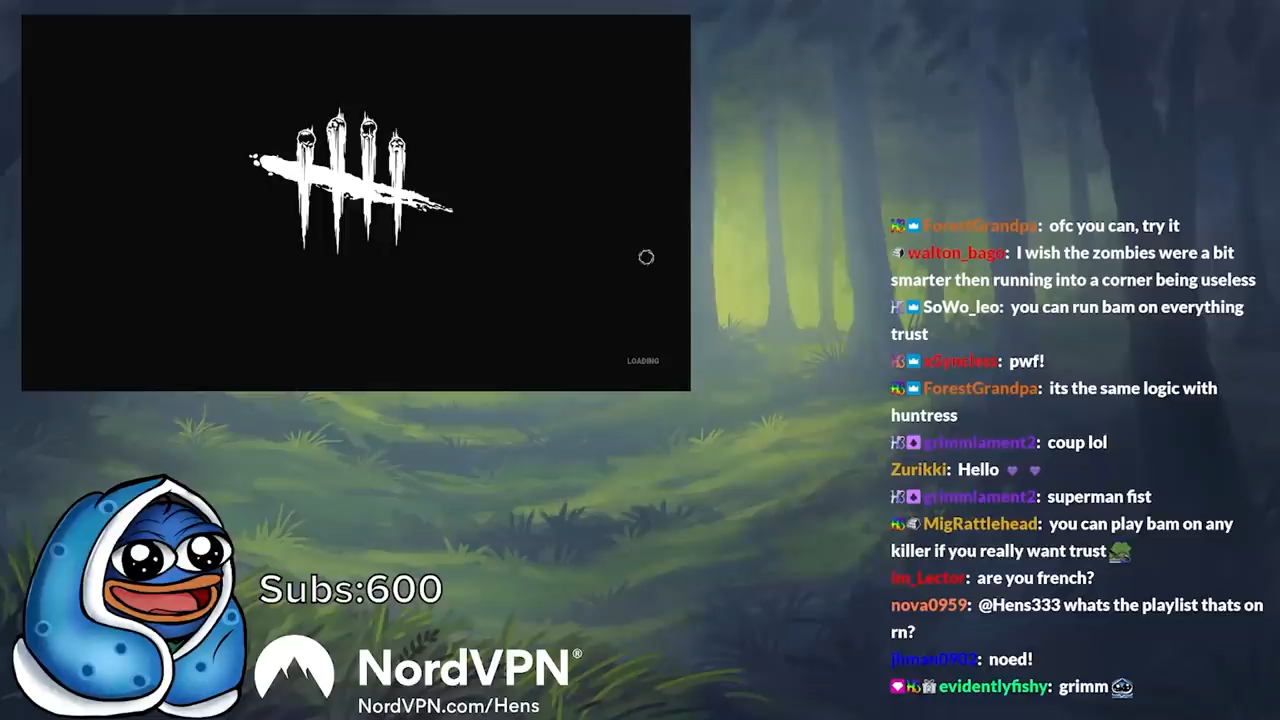 LOADING
ForestGrandpa: ofc you can, try it
walton_bago: I wish the zombies were a bit
smarter then running into a corner being useless
SoWo_leo: you can run bam on everything
trust
xSyncless: pwf!
ForestGrandpa: its the same logic with
huntress
grimmlament2: coup lol
Zurikki: Hello
grimmlament2: superman fist
MigRattlehead: you can play bam on any
killer if you really want trust
im_Lector: are you french?
nova0959: @Hens333 whats the playlist thats on
rn?
jhman0902: noed!
evidentlyfishy: grimm
Subs:600
NordVPN®
NordVPN.com/Hens